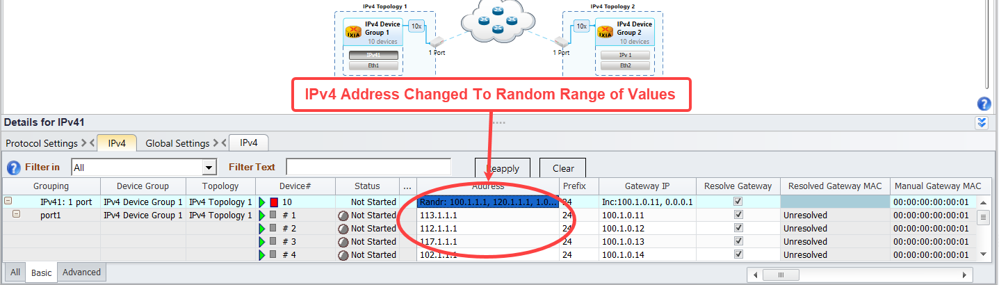 IPv4 Topology 1
IPv4 Topology 2
IXIA
IPv4 Device Group 1
10 devices
10x
1 Port
IPv41
Eth1
10x
1 Port
IXIA
IPv4 Device Group 2
10 devices
IPv 1
Eth2
IPv4 Address Changed To Random Range of Values
?
Details for IPv41
Protocol Settings IPv4 Global Settings IPv4
? Filter in All Filter Text Reapply Clear
Grouping Device Group Topology Device# Status ... Address Prefix Gateway IP Resolve Gateway Resolved Gateway MAC Manual Gateway MAC
IPv41: 1 port IPv4 Device Group 1 IPv4 Topology 1 10 Not Started Randr: 100.1.1.1, 120.1.1.1, 1.0... 24 Inc:100.1.0.11, 0.0.0.1 00:00:00:00:00:01
port1 IPv4 Device Group 1 IPv4 Topology 1 # 1 Not Started 113.1.1.1 24 100.1.0.11 Unresolved 00:00:00:00:00:01
# 2 Not Started 112.1.1.1 24 100.1.0.12 Unresolved 00:00:00:00:00:01
# 3 Not Started 117.1.1.1 24 100.1.0.13 Unresolved 00:00:00:00:00:01
# 4 Not Started 102.1.1.1 24 100.1.0.14 Unresolved 00:00:00:00:00:01
All Basic Advanced